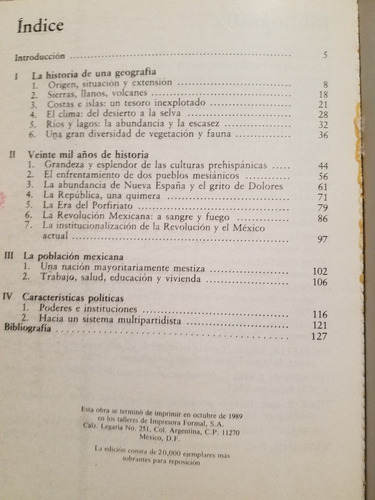 Índice
Introducción 5
I La historia de una geografía
1. Origen, situación y extensión 8
2. Sierras, llanos, volcanes 18
3. Costas e islas: un tesoro inexplotado 21
4. El clima: del desierto a la selva 28
5. Ríos y lagos: la abundancia y la escasez 32
6. Una gran diversidad de vegetación y fauna 36
II Veinte mil años de historia
1. Grandeza y esplendor de las culturas prehispánicas 44
2. El enfrentamiento de dos pueblos mesiánicos 56
3. La abundancia de Nueva España y el grito de Dolores 61
4. La República, una quimera 71
5. La Era del Porfiriato 79
6. La Revolución Mexicana: a sangre y fuego 86
7. La institucionalización de la Revolución y el México
actual 97
III La población mexicana
1. Una nación mayoritariamente mestiza 102
2. Trabajo, salud, educación y vivienda 106
IV Características políticas
1. Poderes e instituciones 116
2. Hacia un sistema multipartidista 121
Bibliografía 127
Esta obra se terminó de imprimir en octubre de 1989
en los talleres de Impresora Formal, S.A.
Calz. Legaria No. 251, Col. Argentina, C.P. 11270
México, D.F.
La edición consta de 20,000 ejemplares más
sobrantes para reposición